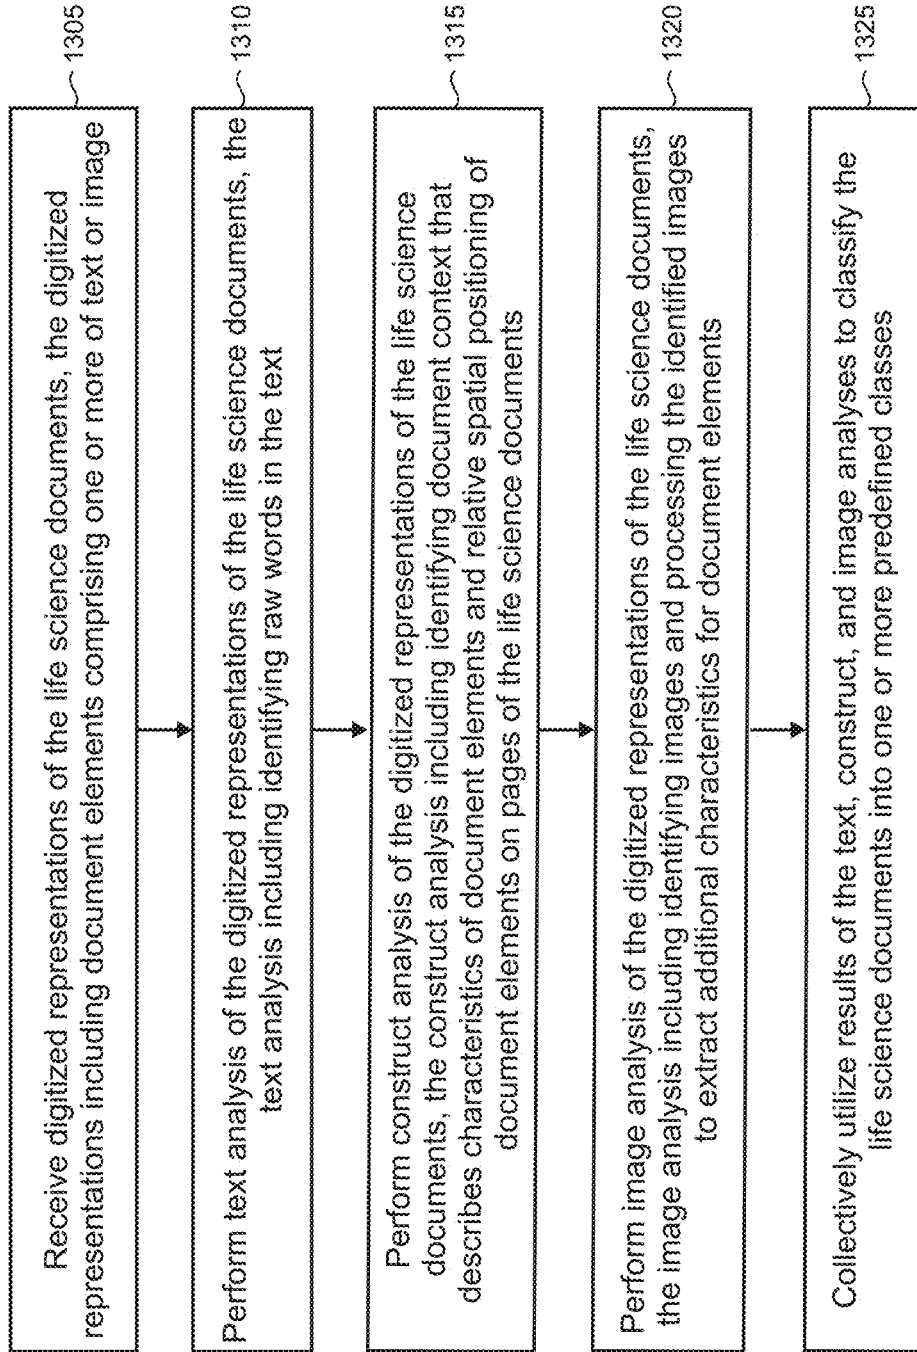 Receive digitized representations of the life science documents, the digitized
representations including document elements comprising one or more of text or image
1305
Perform text analysis of the digitized representations of the life science documents, the
text analysis including identifying raw words in the text
1310
Perform construct analysis of the digitized representations of the life science
documents, the construct analysis including identifying document context that
describes characteristics of document elements and relative spatial positioning of
document elements on pages of the life science documents
1315
Perform image analysis of the digitized representations of the life science documents,
the image analysis including identifying images and processing the identified images
to extract additional characteristics for document elements
1320
Collectively utilize results of the text, construct, and image analyses to classify the
life science documents into one or more predefined classes
1325